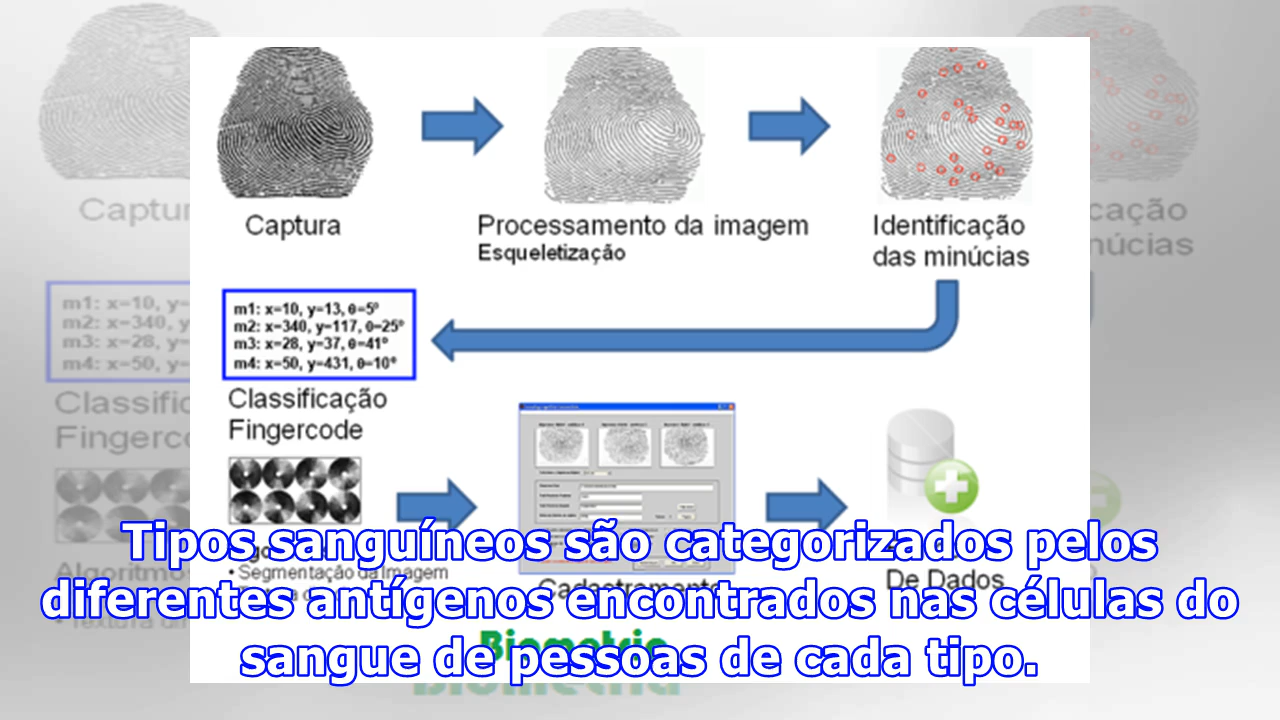 Captura
Processamento da imagem
Esqueletização
Identificação
das minúcias
m1: x=10, y=13, θ=5º
m2: x=340, y=117, θ=25º
m3: x=28, y=37, θ=41º
m4: x=50, y=431, θ=10º
Classificação
Fingercode
• Segmentação da Imagem
Cadastramento
De Dados
Biometria
Tipos sanguíneos são categorizados pelos
diferentes antígenos encontrados nas células do
sangue de pessoas de cada tipo.